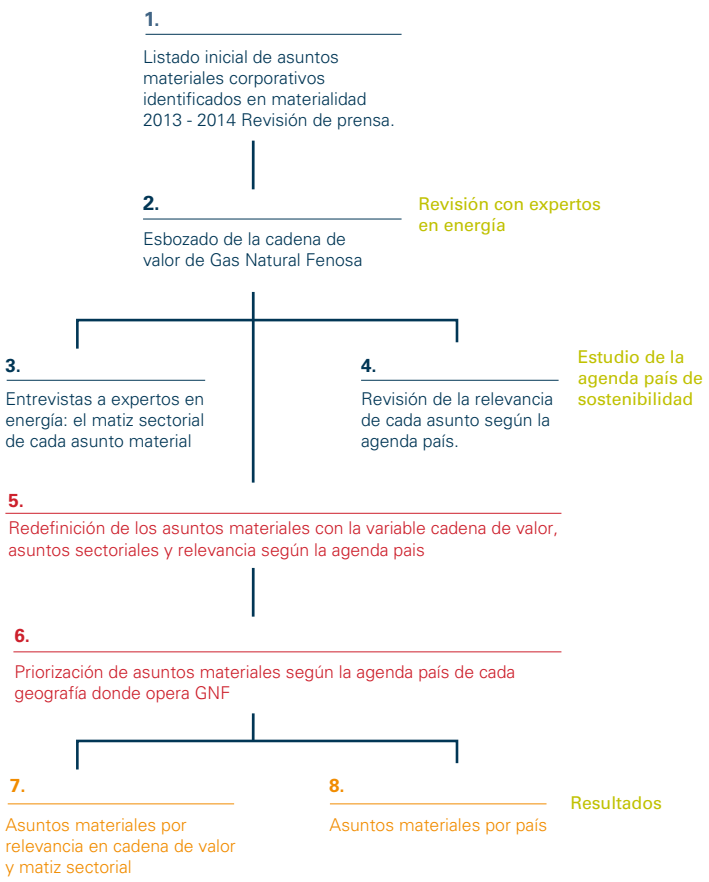 1.
Listado inicial de asuntos
materiales corporativos
identificados en materialidad
2013 - 2014 Revisión de prensa.
2.
Esbozado de la cadena de
valor de Gas Natural Fenosa
Revisión con expertos
en energía
3.
Entrevistas a expertos en
energía: el matiz sectorial
de cada asunto material
4.
Revisión de la relevancia
de cada asunto según la
agenda país.
Estudio de la
agenda país de
sostenibilidad
5.
Redefinición de los asuntos materiales con la variable cadena de valor,
asuntos sectoriales y relevancia según la agenda pais
6.
Priorización de asuntos materiales según la agenda país de cada
geografía donde opera GNF
7.
Asuntos materiales por
relevancia en cadena de valor
y matiz sectorial
8.
Asuntos materiales por país
Resultados